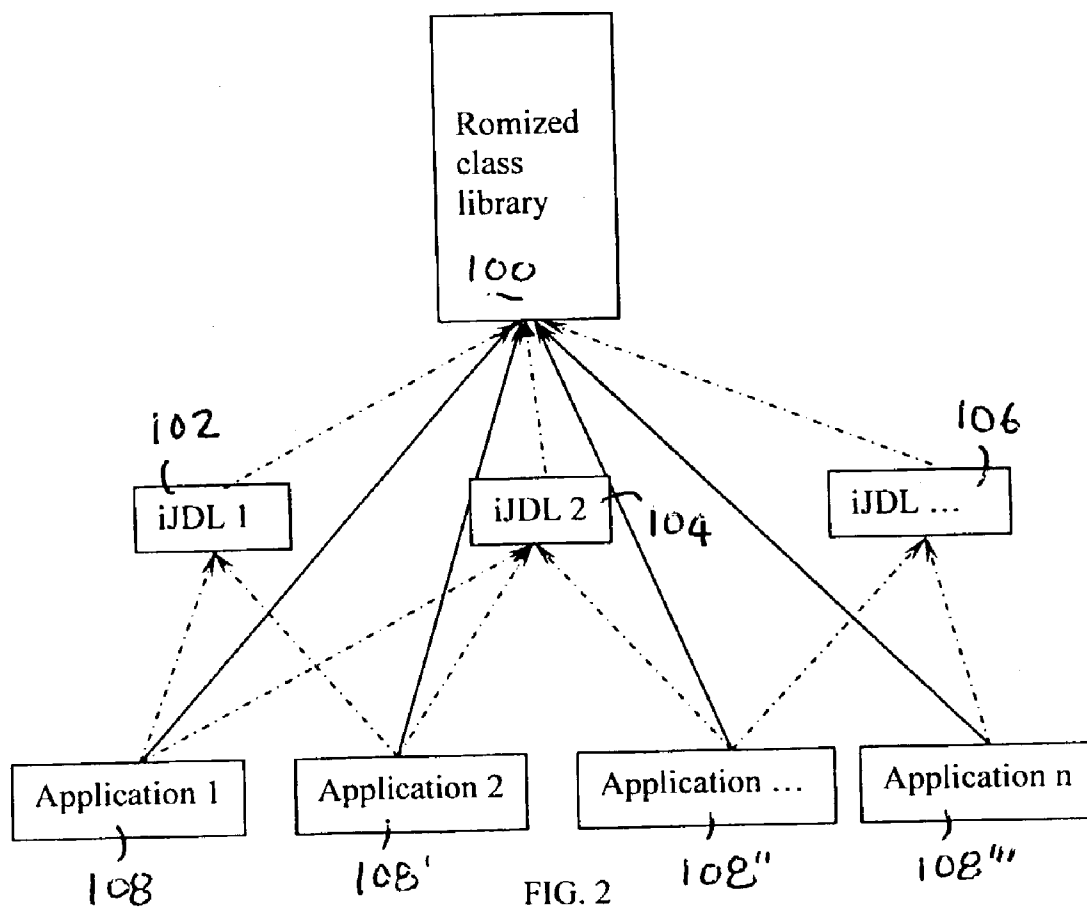 Romized
class
library
100
102
106
iJDL 1
iJDL 2
iJDL ...
104
Application 1
Application 2
Application ...
Application n
108
108'
108"
108"'
FIG. 2